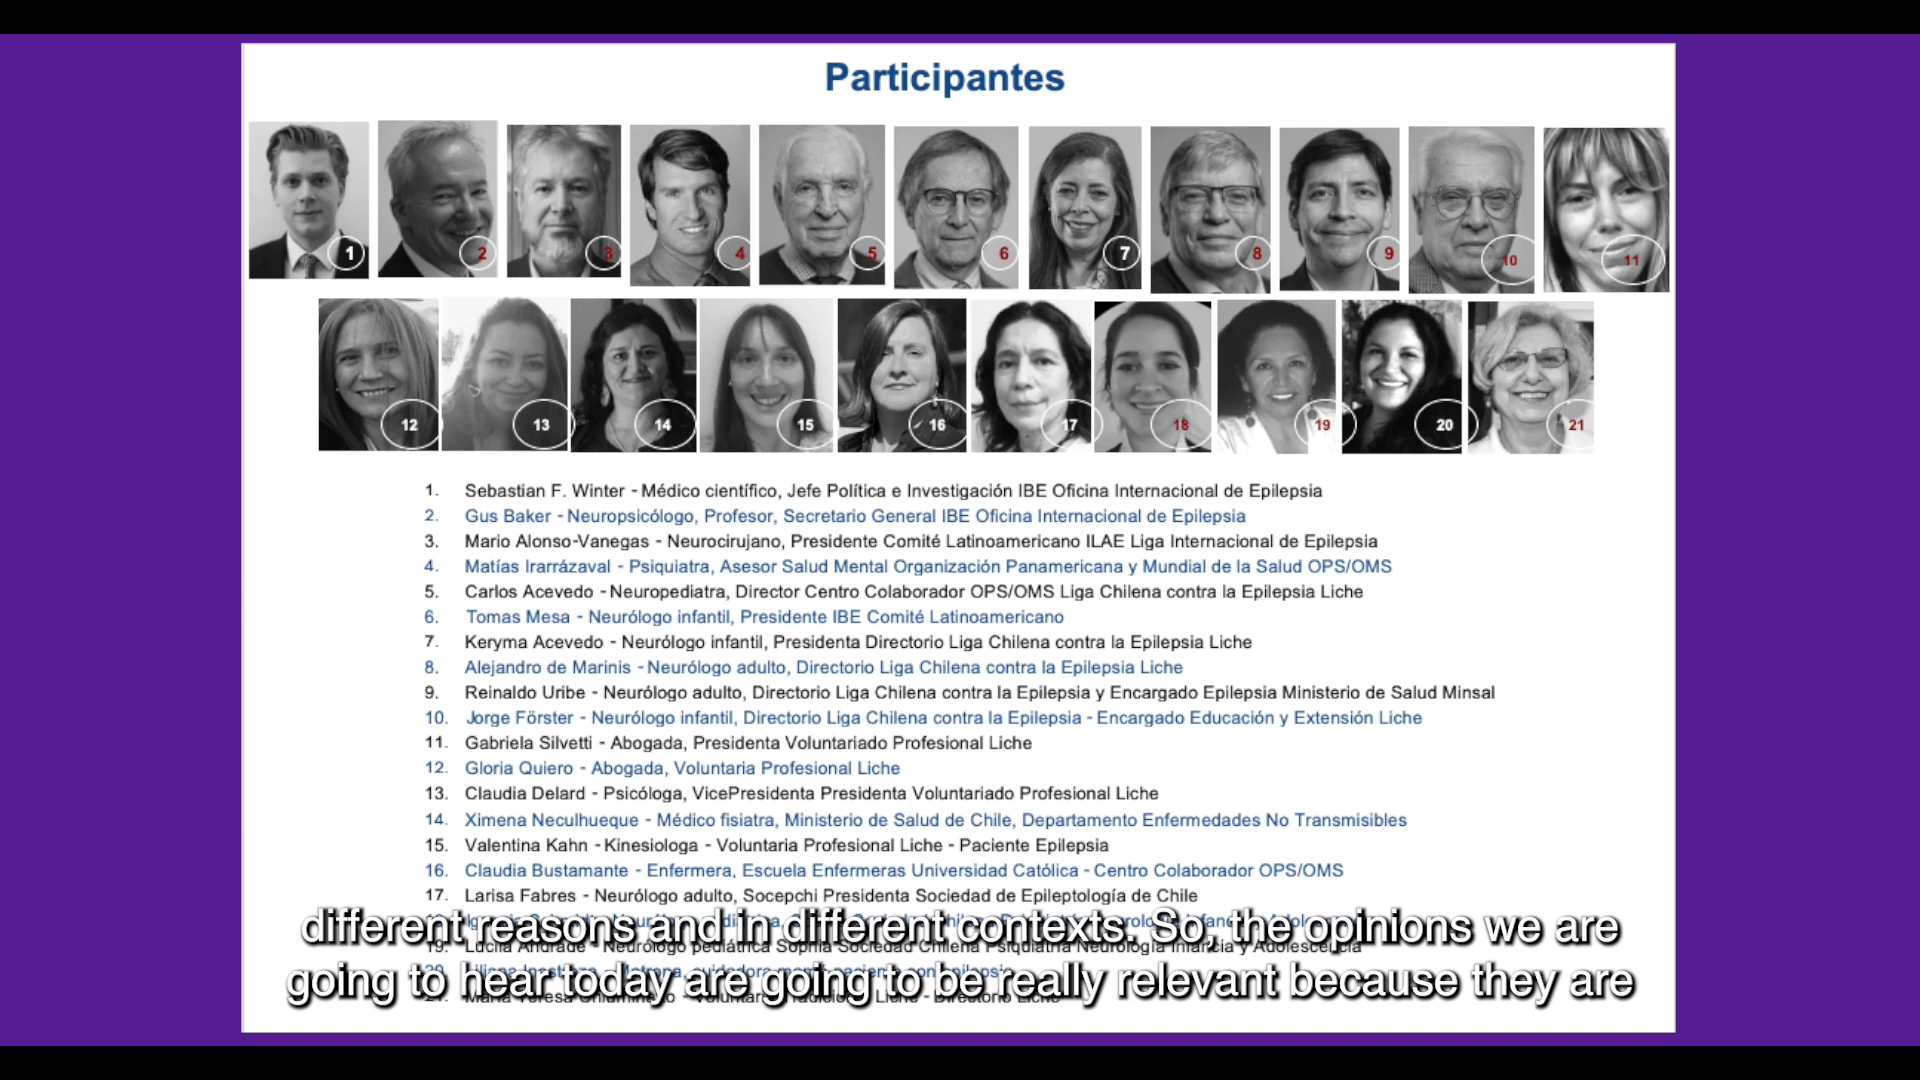 Participantes
1 2 3 4 5 6 7 8 9 10 11
12 13 14 15 16 17 18 19 20 21
1. Sebastian F. Winter - Médico científico, Jefe Política e Investigación IBE Oficina Internacional de Epilepsia
2. Gus Baker - Neuropsicólogo, Profesor, Secretario General IBE Oficina Internacional de Epilepsia
3. Mario Alonso-Vanegas - Neurocirujano, Presidente Comité Latinoamericano ILAE Liga Internacional de Epilepsia
4. Matías Irarrázaval - Psiquiatra, Asesor Salud Mental Organización Panamericana y Mundial de la Salud OPS/OMS
5. Carlos Acevedo - Neuropediatra, Director Centro Colaborador OPS/OMS Liga Chilena contra la Epilepsia Liche
6. Tomas Mesa - Neurólogo infantil, Presidente IBE Comité Latinoamericano
7. Keryma Acevedo - Neurólogo infantil, Presidenta Directorio Liga Chilena contra la Epilepsia Liche
8. Alejandro de Marinis - Neurólogo adulto, Directorio Liga Chilena contra la Epilepsia Liche
9. Reinaldo Uribe - Neurólogo adulto, Directorio Liga Chilena contra la Epilepsia y Encargado Epilepsia Ministerio de Salud Minsal
10. Jorge Förster - Neurólogo infantil, Directorio Liga Chilena contra la Epilepsia - Encargado Educación y Extensión Liche
11. Gabriela Silvetti - Abogada, Presidenta Voluntariado Profesional Liche
12. Gloria Quiero - Abogada, Voluntaria Profesional Liche
13. Claudia Delard - Psicóloga, VicePresidenta Presidenta Voluntariado Profesional Liche
14. Ximena Neculhueque - Médico fisiatra, Ministerio de Salud de Chile, Departamento Enfermedades No Transmisibles
15. Valentina Kahn - Kinesiologa - Voluntaria Profesional Liche - Paciente Epilepsia
16. Claudia Bustamante - Enfermera, Escuela Enfermeras Universidad Católica - Centro Colaborador OPS/OMS
17. Larisa Fabres - Neurólogo adulto, Socepchi Presidenta Sociedad de Epileptología de Chile
different reasons and in different contexts. So, the opinions we are
19. Lucila Andrade - Neurólogo pediátrica Sophia Sociedad Chilena Psiquiatría Neurología Infancia y Adolescencia
going to hear today are going to be really relevant because they are